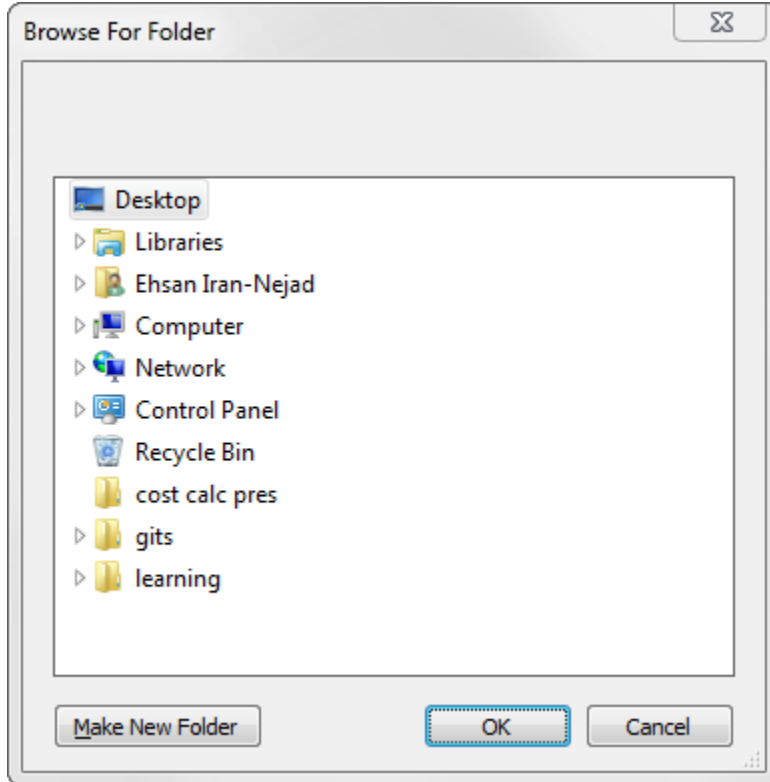 Browse For Folder
Desktop
Libraries
Ehsan Iran-Nejad
Computer
Network
Control Panel
Recycle Bin
cost calc pres
gits
learning
Make New Folder OK Cancel